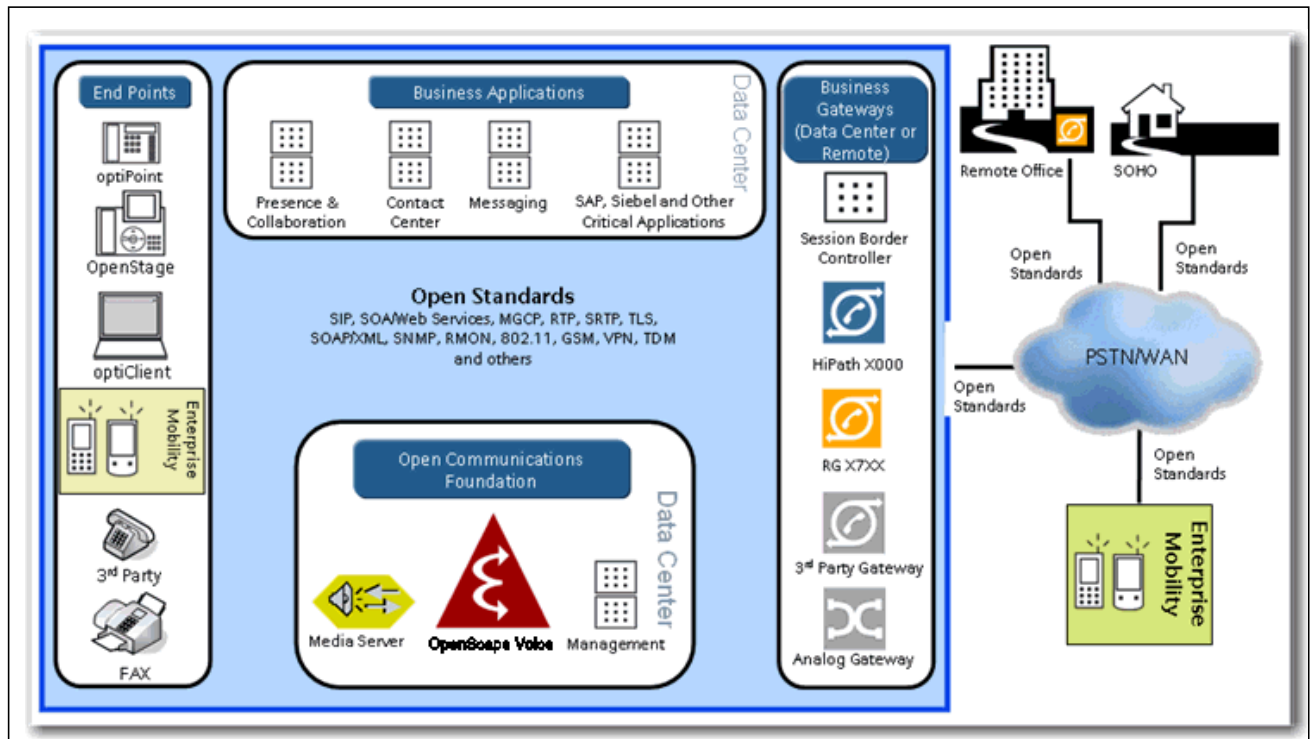 End Points
optiPoint
OpenStage
optiClient
Enterprise
Mobility
3rd Party
FAX
Business Applications
Data Center
Presence &
Collaboration
Contact
Center
Messaging
SAP, Siebel and Other
Critical Applications
Open Standards
SIP, SOA/Web Services, MGCP, RTP, SRTP, TLS,
SOAP/XML, SNMP, RMON, 802.11, GSM, VPN, TDM
and others
Open Communications
Foundation
Data Center
Media Server
OpenScape Voice
Management
Business
Gateways
(Data Center or
Remote)
Session Border
Controller
HiPath X000
RG X7XX
3rd Party Gateway
Analog Gateway
Remote Office
SOHO
Open
Standards
Open
Standards
PSTN/WAN
Open
Standards
Open
Standards
Enterprise
Mobility